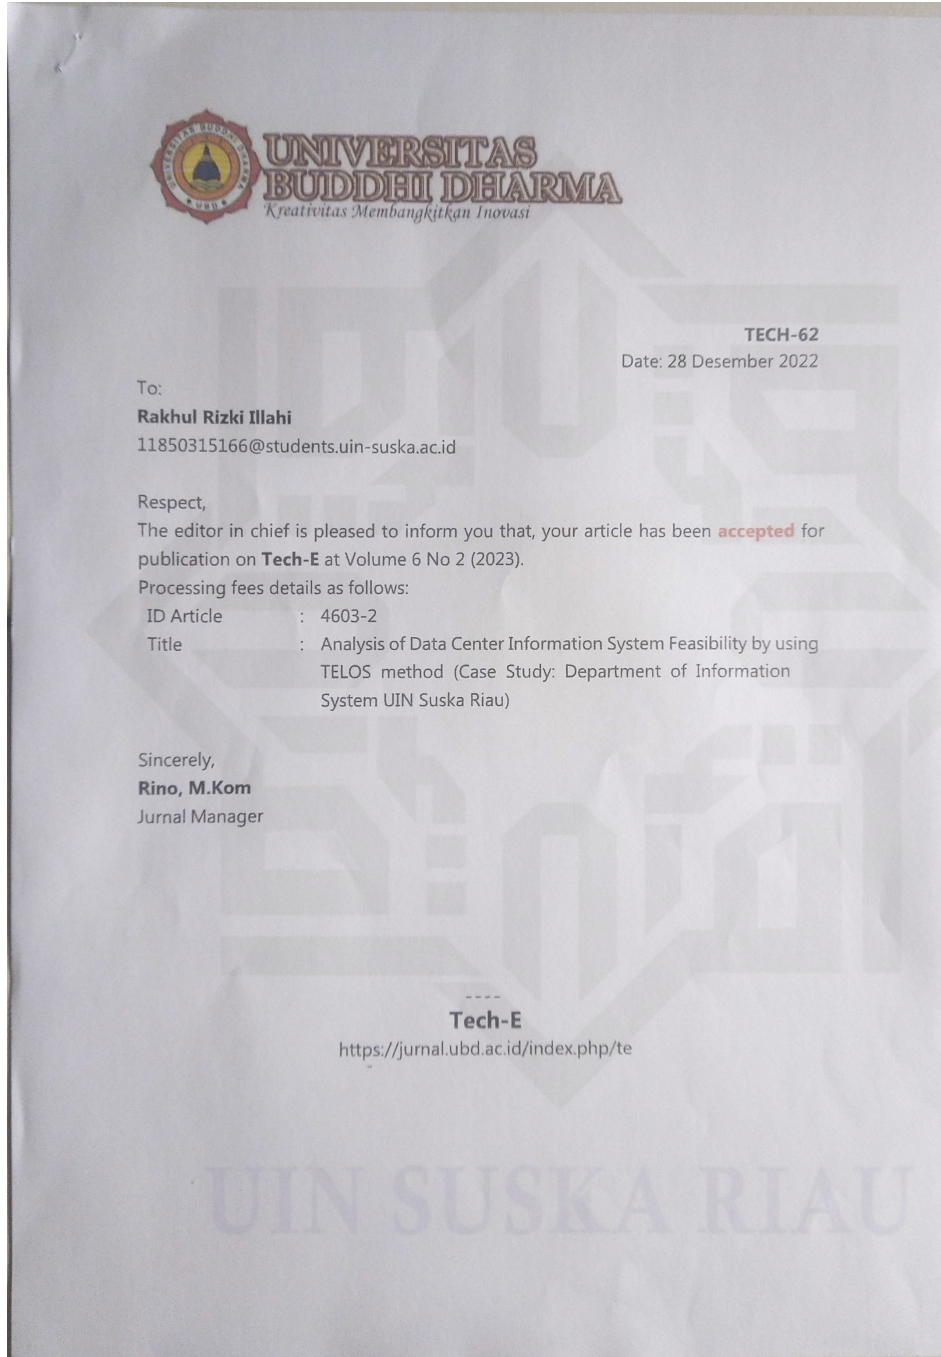 UNIVERSITAS BUDDHI DHARMA
UBD
UNIVERSITAS
BUDDHI DHARMA
Kreativitas Membangkitkan Inovasi
TECH-62
Date: 28 Desember 2022
To:
Rakhul Rizki Illahi
11850315166@students.uin-suska.ac.id
Respect,
The editor in chief is pleased to inform you that, your article has been accepted for
publication on Tech-E at Volume 6 No 2 (2023).
Processing fees details as follows:
ID Article : 4603-2
Title : Analysis of Data Center Information System Feasibility by using
TELOS method (Case Study: Department of Information
System UIN Suska Riau)
Sincerely,
Rino, M.Kom
Jurnal Manager
----
Tech-E
https://jurnal.ubd.ac.id/index.php/te
UIN SUSKA RIAU